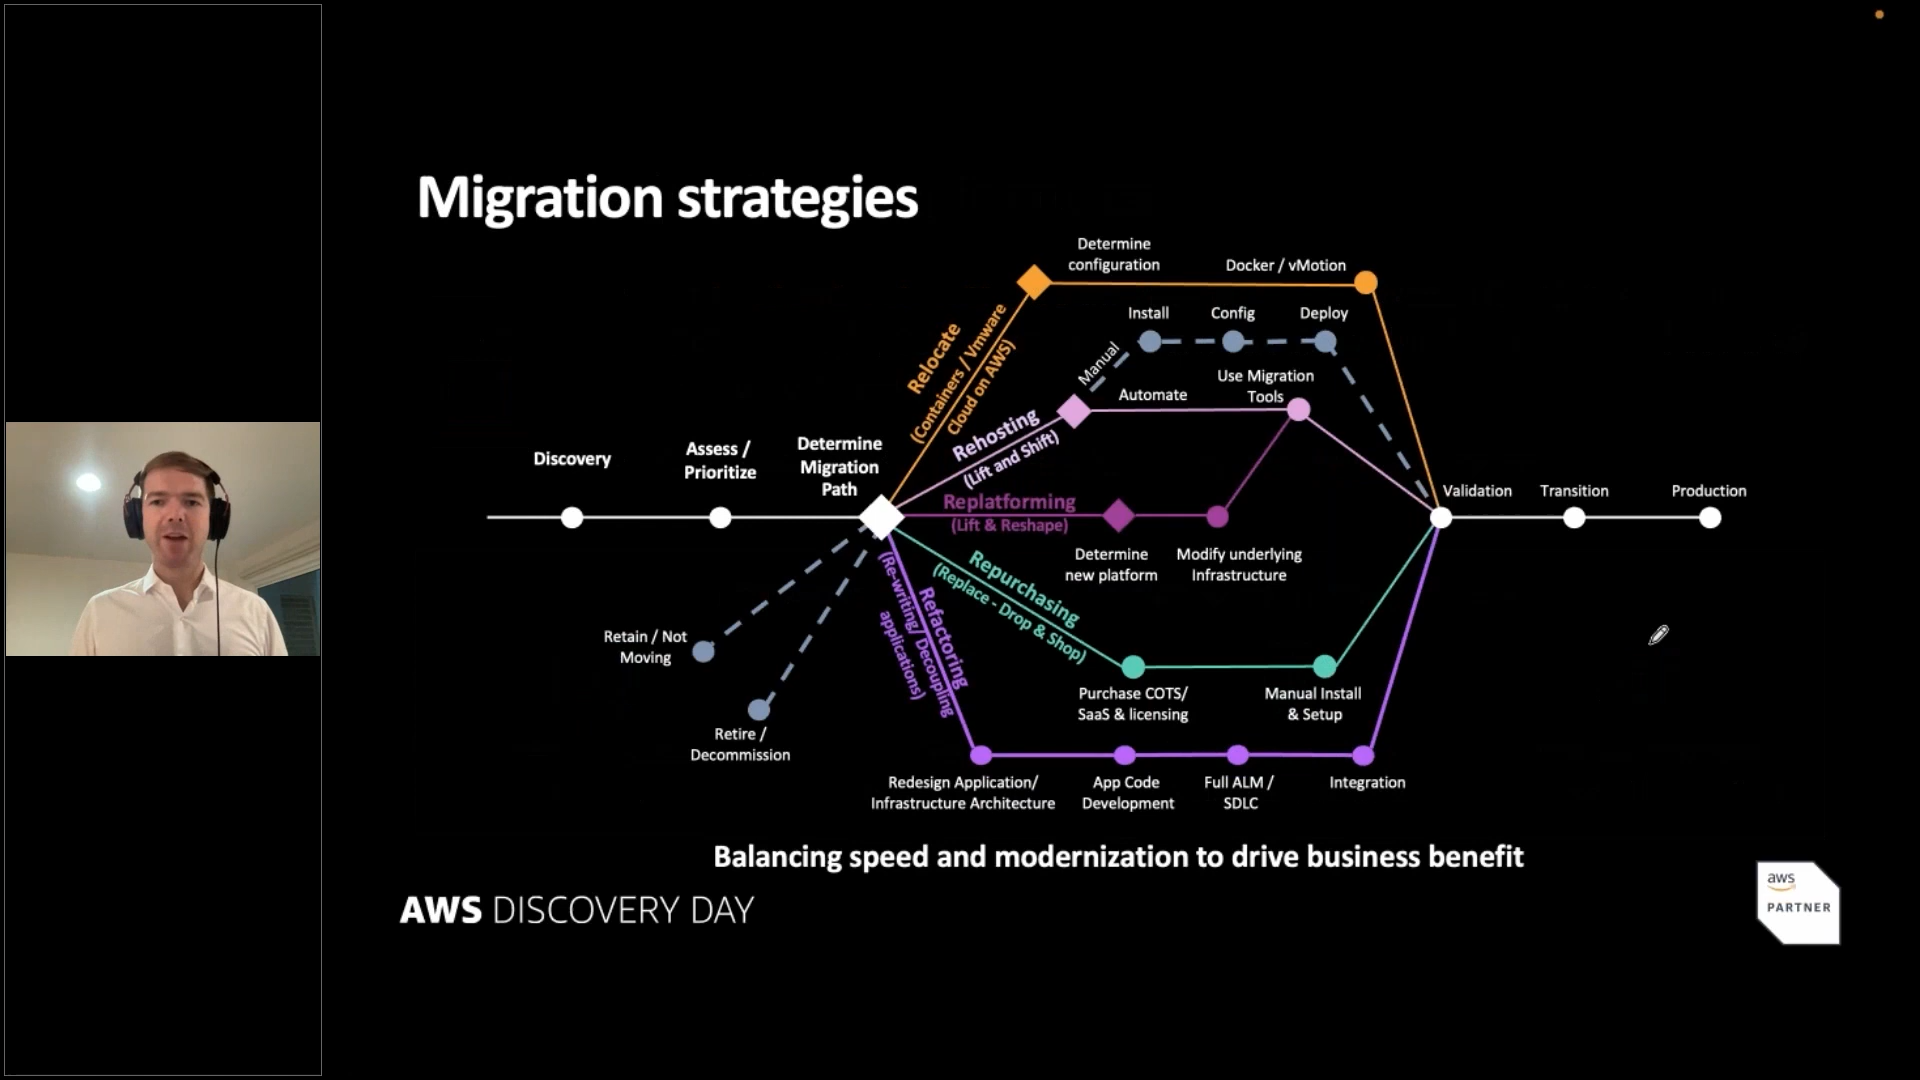 Migration strategies
Determine
configuration
Docker / vMotion
Relocate
(Containers / Vmware
Cloud on AWS)
Install
Config
Deploy
Manual
Use Migration
Tools
Automate
Rehosting
(Lift and Shift)
Discovery
Assess /
Prioritize
Determine
Migration
Path
Replatforming
(Lift & Reshape)
Validation
Transition
Production
Determine
new platform
Modify underlying
Infrastructure
Repurchasing
(Replace - Drop & Shop)
Refactoring
(Re-writing/ Decoupling
applications)
Retain / Not
Moving
Purchase COTS/
SaaS & licensing
Manual Install
& Setup
Retire /
Decommission
Redesign Application/
Infrastructure Architecture
App Code
Development
Full ALM /
SDLC
Integration
Balancing speed and modernization to drive business benefit
AWS DISCOVERY DAY
aws
PARTNER